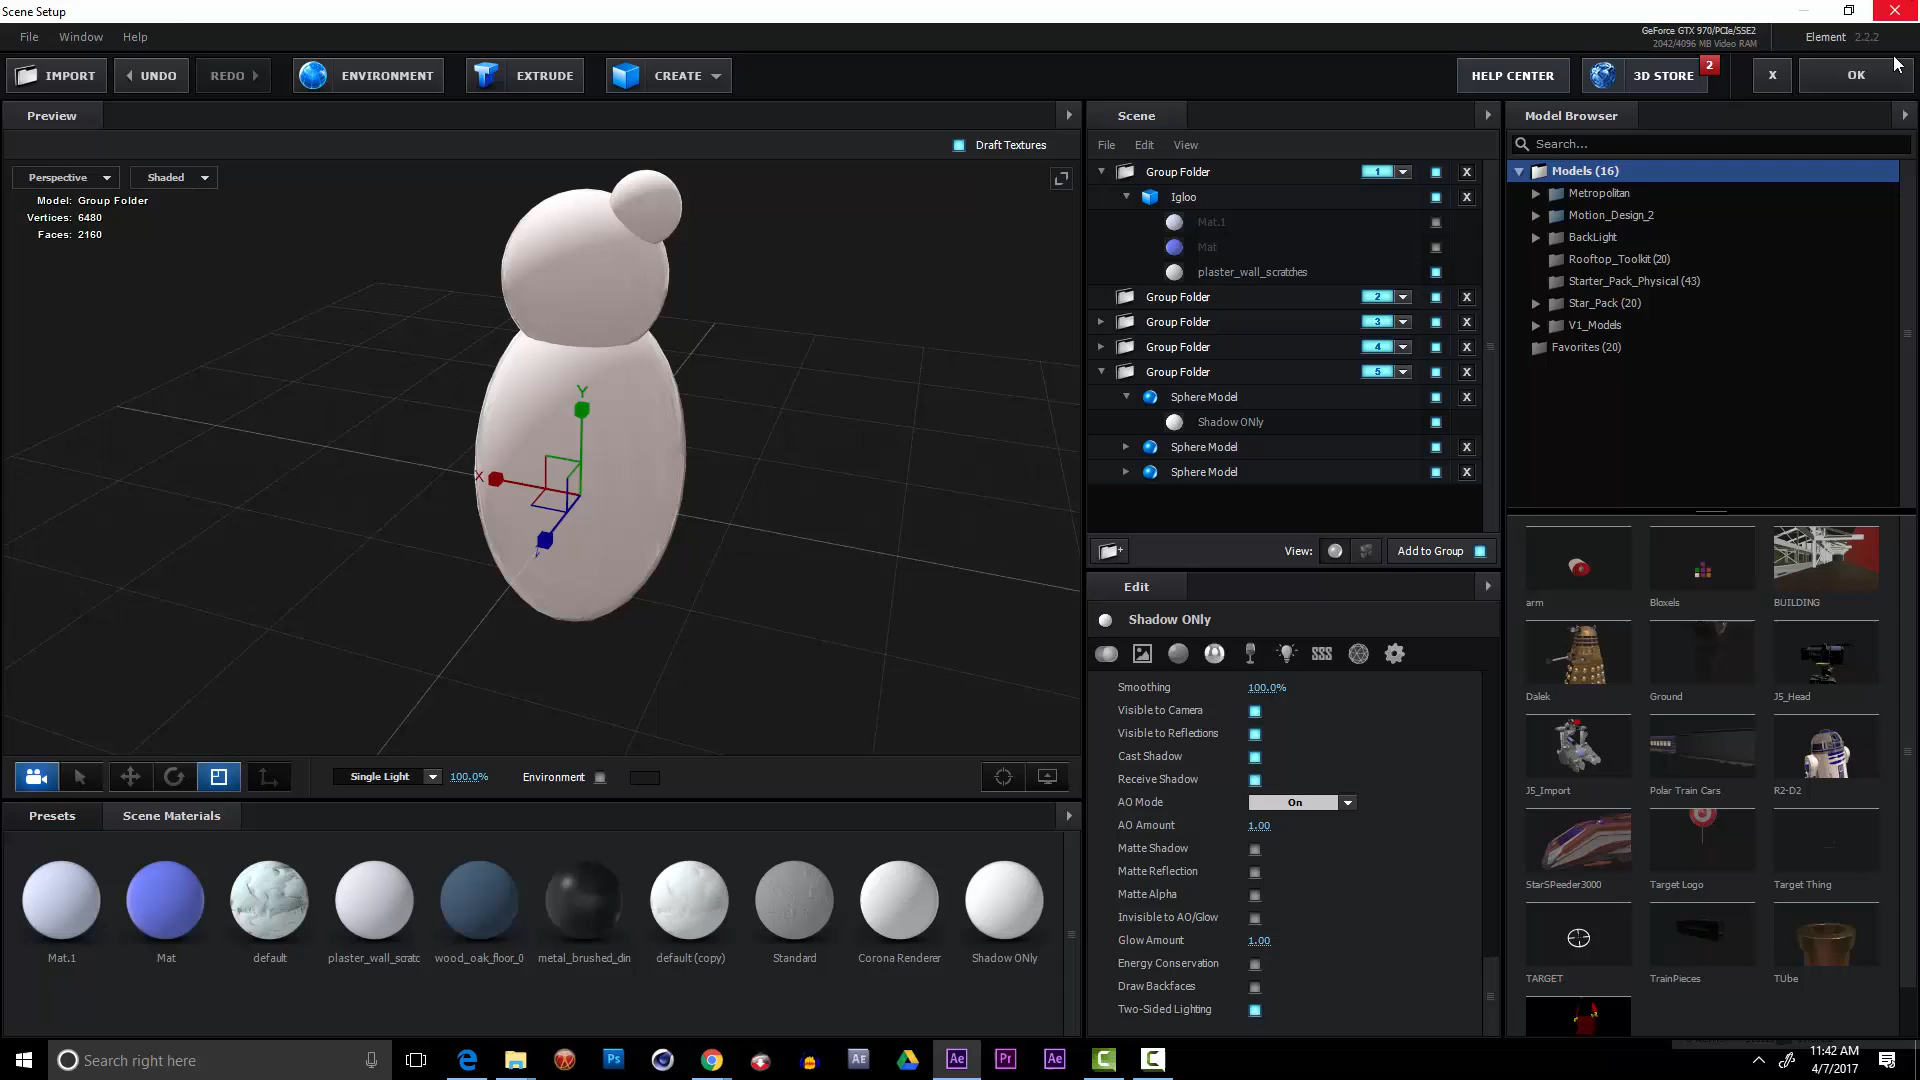 Scene Setup
File Window Help
GeForce GTX 970/PCIe/SSE2
2042/4096 MB Video RAM
Element 2.2.2
IMPORT UNDO REDO ENVIRONMENT EXTRUDE CREATE HELP CENTER 3D STORE 2 X OK
Preview
Draft Textures
Perspective Shaded
Model: Group Folder
Vertices: 6480
Faces: 2160
Y
X
Single Light 100.0% Environment
Presets Scene Materials
Mat.1 Mat default plaster_wall_scratc wood_oak_floor_0 metal_brushed_din default (copy) Standard Corona Renderer Shadow ONly
Scene
File Edit View
Group Folder 1 X
Igloo X
Mat.1
Mat
plaster_wall_scratches
Group Folder 2 X
Group Folder 3 X
Group Folder 4 X
Group Folder 5 X
Sphere Model X
Shadow ONly
Sphere Model X
Sphere Model X
View: Add to Group
Edit
Shadow ONly
SSS
Smoothing 100.0%
Visible to Camera
Visible to Reflections
Cast Shadow
Receive Shadow
AO Mode On
AO Amount 1.00
Matte Shadow
Matte Reflection
Matte Alpha
Invisible to AO/Glow
Glow Amount 1.00
Energy Conservation
Draw Backfaces
Two-Sided Lighting
Model Browser
Search...
Models (16)
Metropolitan
Motion_Design_2
BackLight
Rooftop_Toolkit (20)
Starter_Pack_Physical (43)
Star_Pack (20)
V1_Models
Favorites (20)
arm Bloxels BUILDING
Dalek Ground J5_Head
J5_Import Polar Train Cars R2-D2
StarSPeeder3000 Target Logo Target Thing
TARGET TrainPieces TUbe
Search right here
Ps AE Ae Pr Ae
11:42 AM
4/7/2017